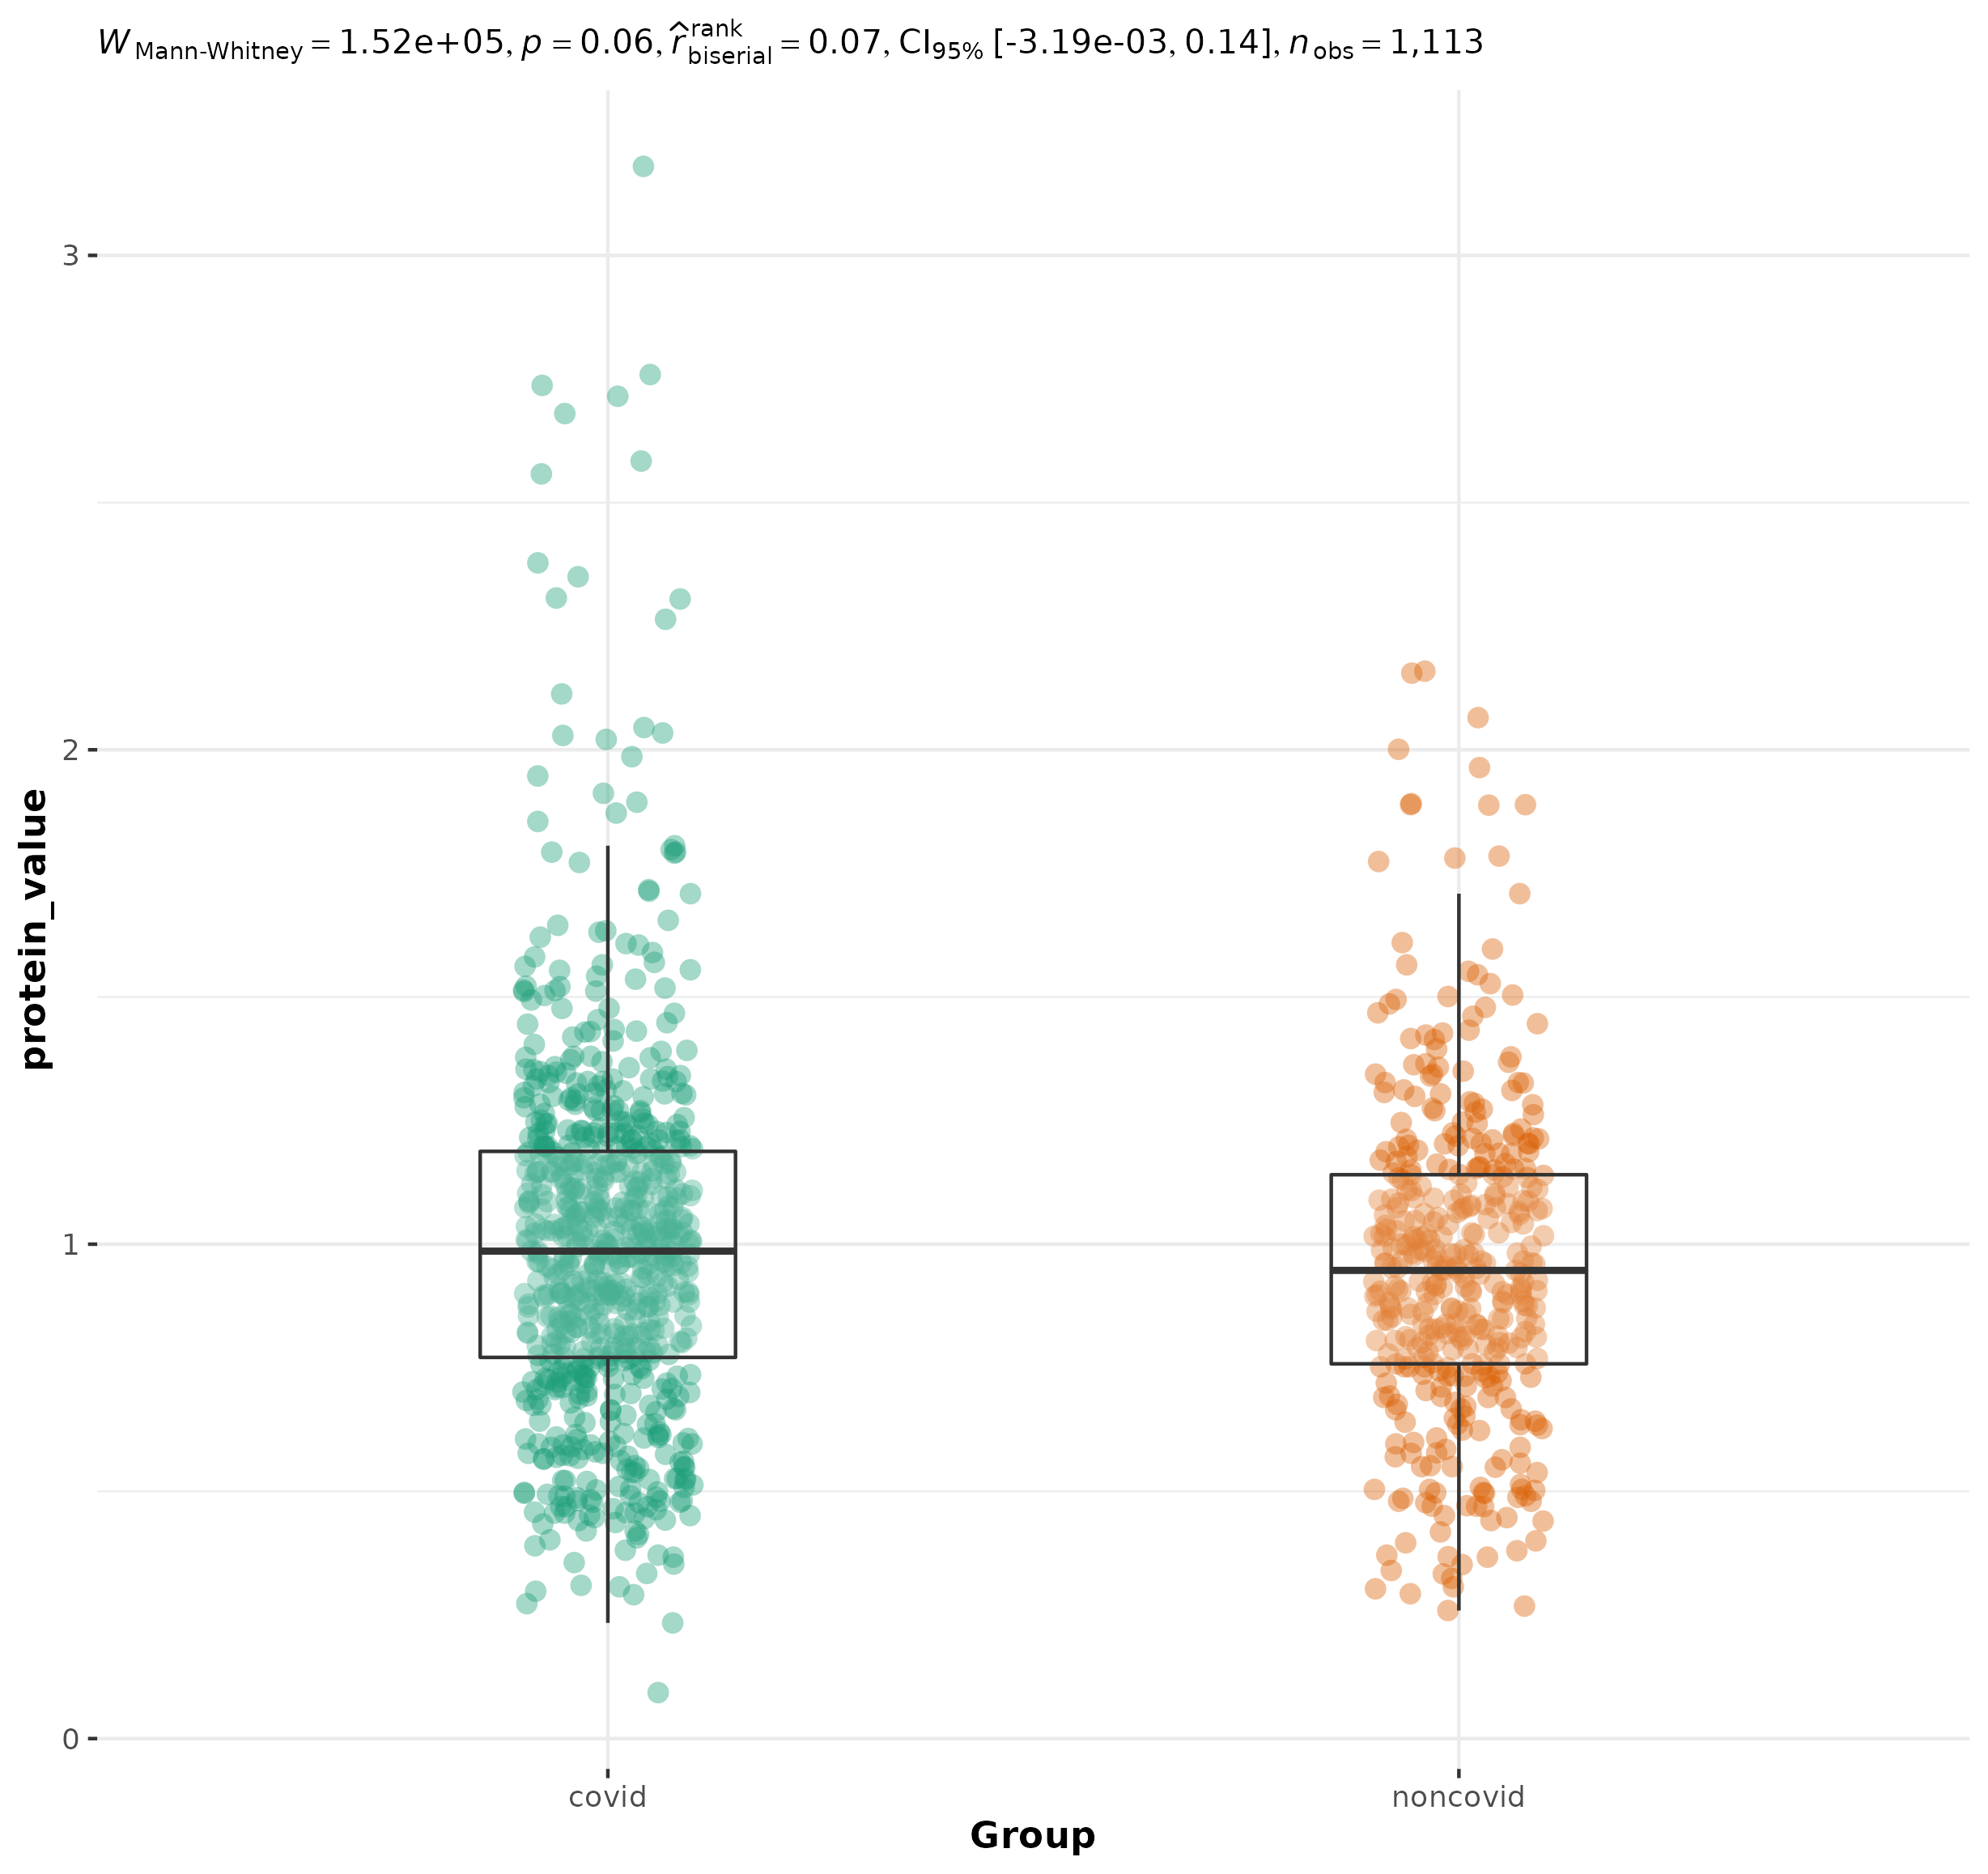 W Mann-Whitney = 1.52e+05, p = 0.06, r̂ rank biserial = 0.07, CI95% [-3.19e-03, 0.14], n obs = 1,113
3
2
1
0
protein_value
covid noncovid
Group